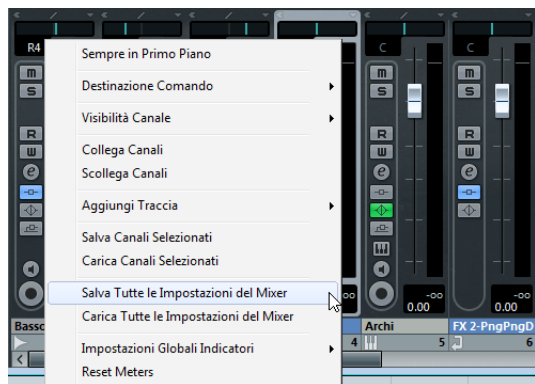 R4
C
C
Sempre in Primo Piano
m
m
S
S
Destinazione Comando
Visibilità Canale
R
R
Collega Canali
W
W
Scollega Canali
e
e
e
Aggiungi Traccia
Salva Canali Selezionati
Carica Canali Selezionati
Salva Tutte le Impostazioni del Mixer
-oo
-oo
0.00
0.00
Carica Tutte le Impostazioni del Mixer
Basso
Archi
FX 2-PngPngD
4
5
6
Impostazioni Globali Indicatori
Reset Meters